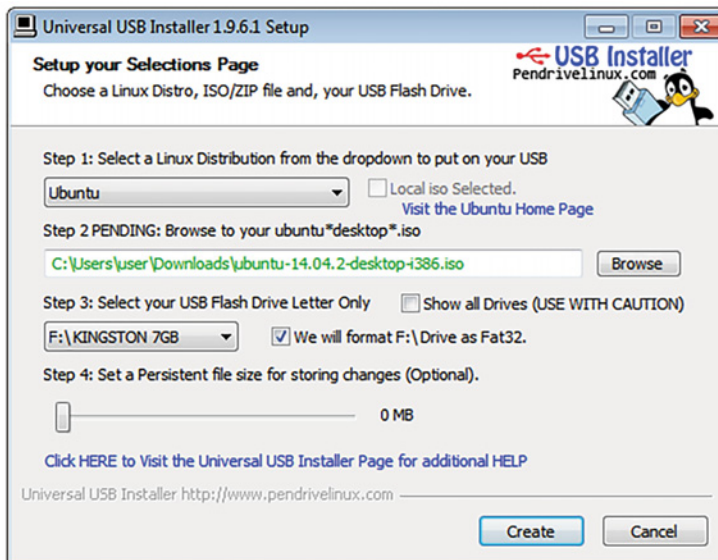 Universal USB Installer 1.9.6.1 Setup
Setup your Selections Page
Choose a Linux Distro, ISO/ZIP file and, your USB Flash Drive.
USB Installer
Pendrivelinux.com
Step 1: Select a Linux Distribution from the dropdown to put on your USB
Ubuntu
Local iso Selected.
Visit the Ubuntu Home Page
Step 2 PENDING: Browse to your ubuntu*desktop*.iso
C:\Users\user\Downloads\ubuntu-14.04.2-desktop-i386.iso
Browse
Step 3: Select your USB Flash Drive Letter Only
Show all Drives (USE WITH CAUTION)
F:\KINGSTON 7GB
We will format F:\Drive as Fat32.
Step 4: Set a Persistent file size for storing changes (Optional).
0 MB
Click HERE to Visit the Universal USB Installer Page for additional HELP
Universal USB Installer http://www.pendrivelinux.com
Create
Cancel